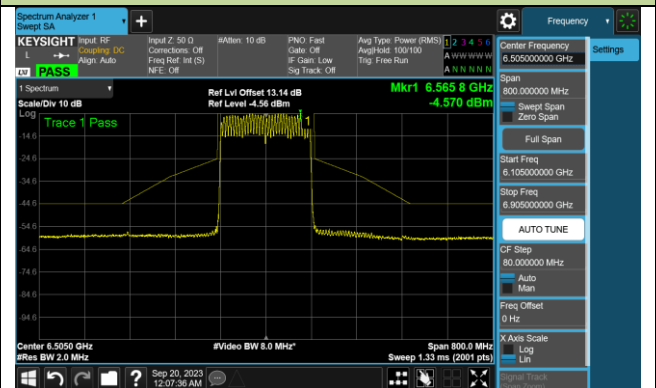 Spectrum Analyzer 1
Swept SA
+
Frequency
KEYSIGHT
Input: RF
Coupling: DC
Align: Auto
Input Z: 50 Ω
Corrections: Off
Freq Ref: Int (S)
NFE: Off
#Atten: 10 dB
PNO: Fast
Gate: Off
IF Gain: Low
Sig Track: Off
Avg Type: Power (RMS)
Avg|Hold: 100/100
Trig: Free Run
1 2 3 4 5 6
A W W W W W
A N N N N N
L
LXI
PASS
1 Spectrum
Scale/Div 10 dB
Ref Lvl Offset 13.14 dB
Ref Level -4.56 dBm
Mkr1 6.565 8 GHz
-4.570 dBm
Log
Trace 1 Pass
1
-14.6
-24.6
-34.6
-44.6
-54.6
-64.6
-74.6
-84.6
-94.6
Center 6.5050 GHz
#Res BW 2.0 MHz
#Video BW 8.0 MHz*
Span 800.0 MHz
Sweep 1.33 ms (2001 pts)
Sep 20, 2023
12:07:36 AM
?
Center Frequency
6.505000000 GHz
Span
800.000000 MHz
Swept Span
Zero Span
Full Span
Start Freq
6.105000000 GHz
Stop Freq
6.905000000 GHz
AUTO TUNE
CF Step
80.000000 MHz
Auto
Man
Freq Offset
0 Hz
X Axis Scale
Log
Lin
Signal Track
Settings